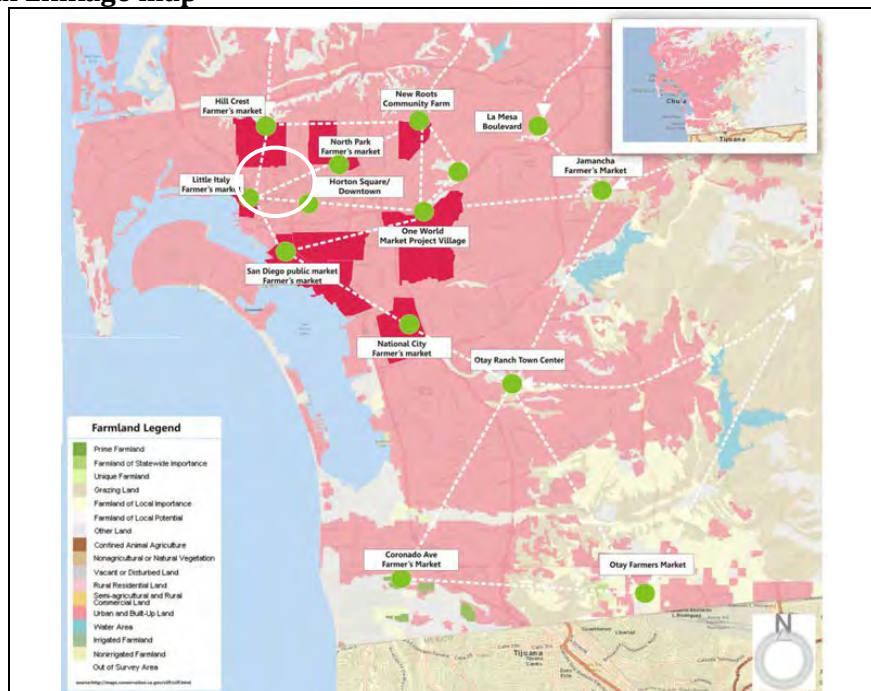 Linkage map
Hill Crest
Farmer's market
New Roots
Community Farm
La Mesa
Boulevard
North Park
Farmer's market
Jamancha
Farmer's Market
Little Italy
Farmer's market
Horton Square/
Downtown
One World
Market Project Village
San Diego public market
Farmer's market
National City
Farmer's market
Otay Ranch Town Center
Coronado Ave
Farmer's Market
Otay Farmers Market
Chula
Tijuana
Tijuana
N
Farmland Legend
Prime Farmland
Farmland of Statewide Importance
Unique Farmland
Grazing Land
Farmland of Local Importance
Farmland of Local Potential
Other Land
Confined Animal Agriculture
Nonagricultural or Natural Vegetation
Vacant or Disturbed Land
Rural Residential Land
Semi-agricultural and Rural
Commercial Land
Urban and Built-Up Land
Water Area
Irrigated Farmland
Nonirrigated Farmland
Out of Survey Area